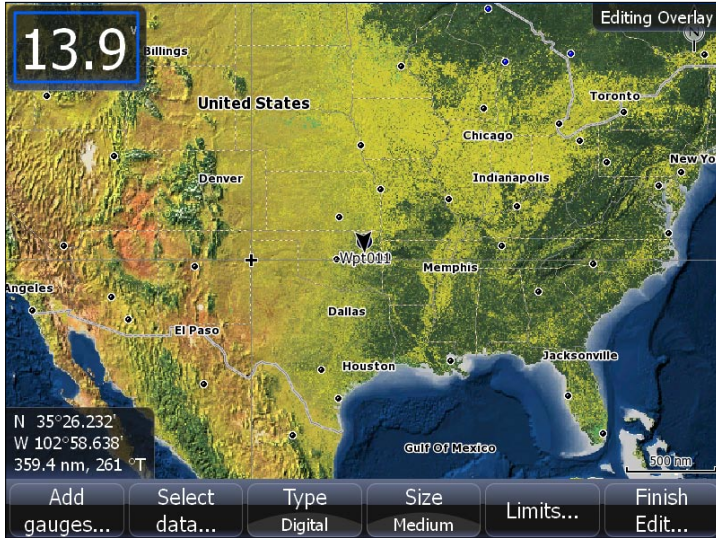 Editing Overlay
13.9 v
N
Billings
United States
Toronto
Chicago
New Yo
Denver
Indianapolis
Wpt011
Memphis
Angeles
Dallas
El Paso
Houston
Jacksonville
Gulf Of Mexico
N 35°26.232'
W 102°58.638'
359.4 nm, 261 °T
500 nm
Add gauges...
Select data...
Type
Digital
Size
Medium
Limits...
Finish Edit...